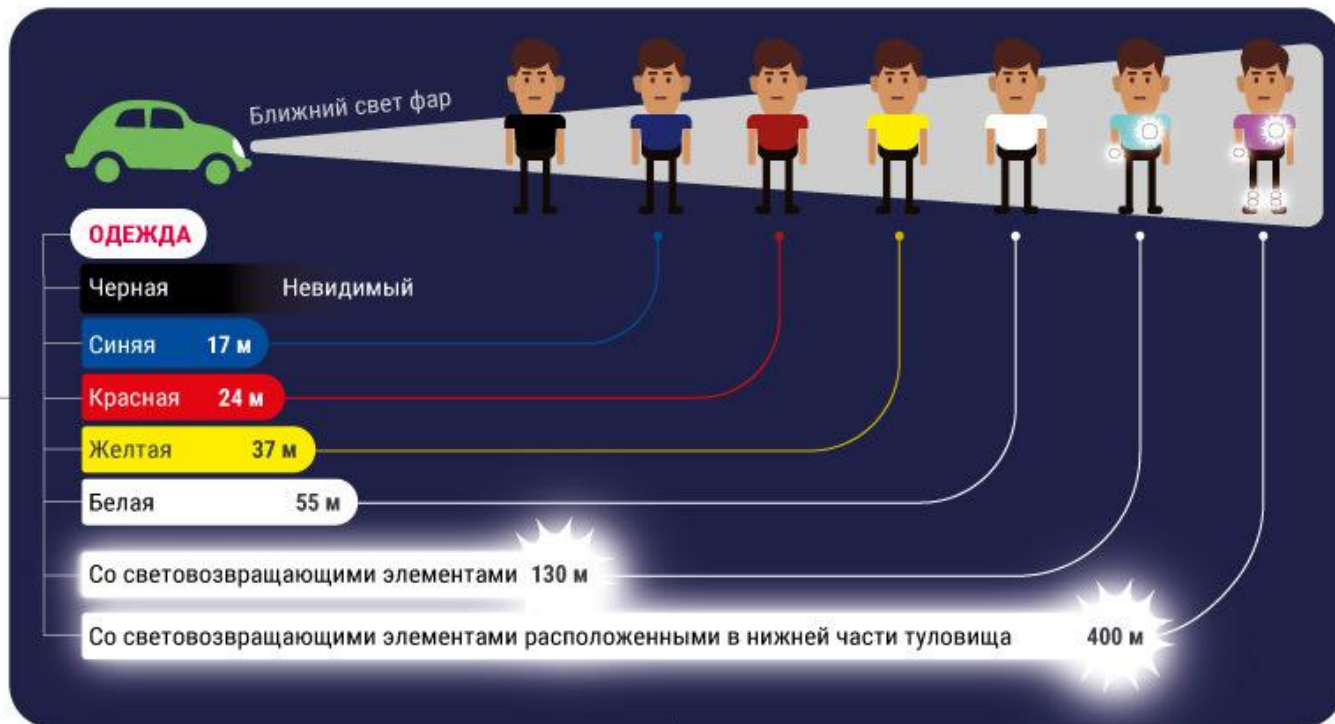 Ближний свет фар
ОДЕЖДА
Черная Невидимый
Синяя 17 м
Красная 24 м
Желтая 37 м
Белая 55 м
Со световозвращающими элементами 130 м
Со световозвращающими элементами расположенными в нижней части туловища 400 м